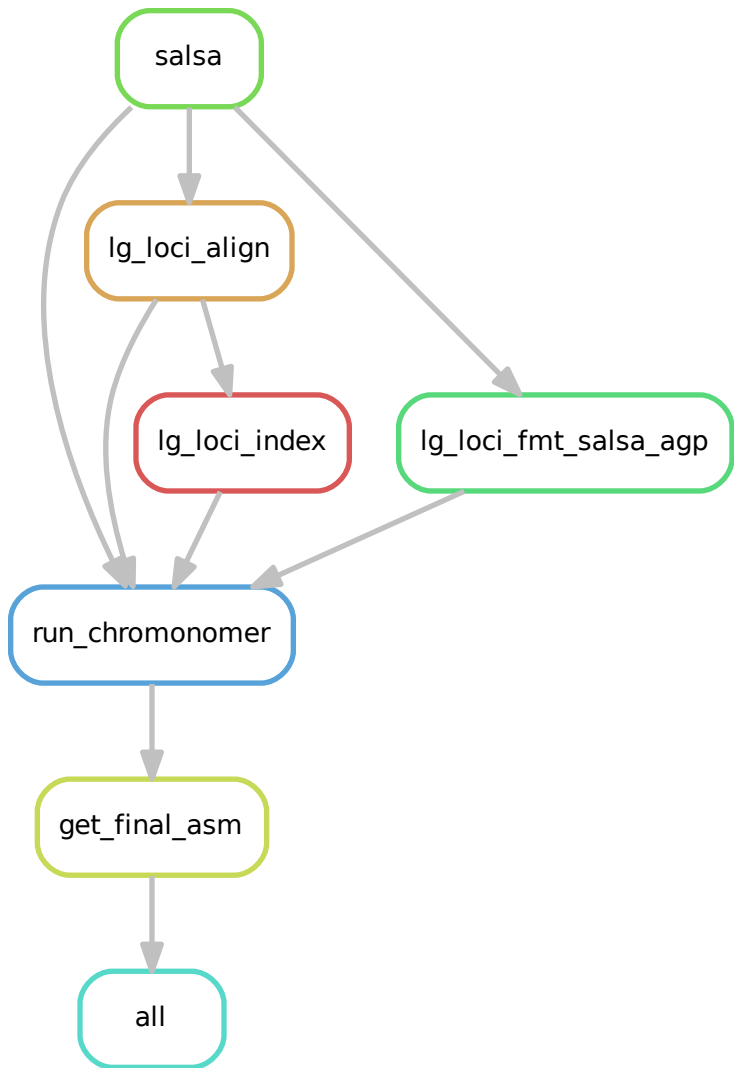 salsa
lg_loci_align
lg_loci_index
lg_loci_fmt_salsa_agp
run_chromonomer
get_final_asm
all